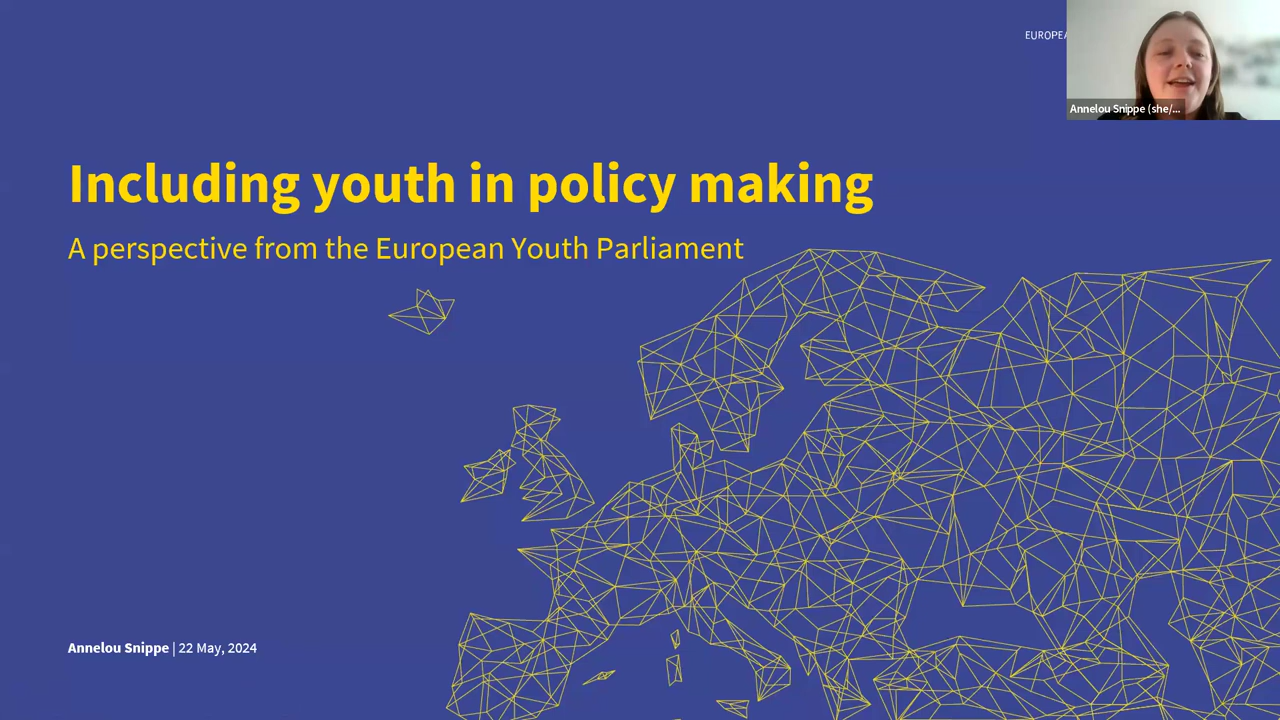 EUROPEA
Annelou Snippe (she/...
Including youth in policy making
A perspective from the European Youth Parliament
Annelou Snippe | 22 May, 2024